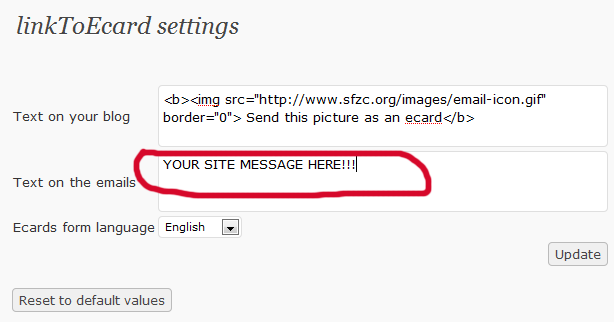 linkToEcard settings
Text on your blog
<b><img src="http://www.sfzc.org/images/email-icon.gif"
border="0"> Send this picture as an ecard</b>
Text on the emails
YOUR SITE MESSAGE HERE!!!
Ecards form language English
Update
Reset to default values